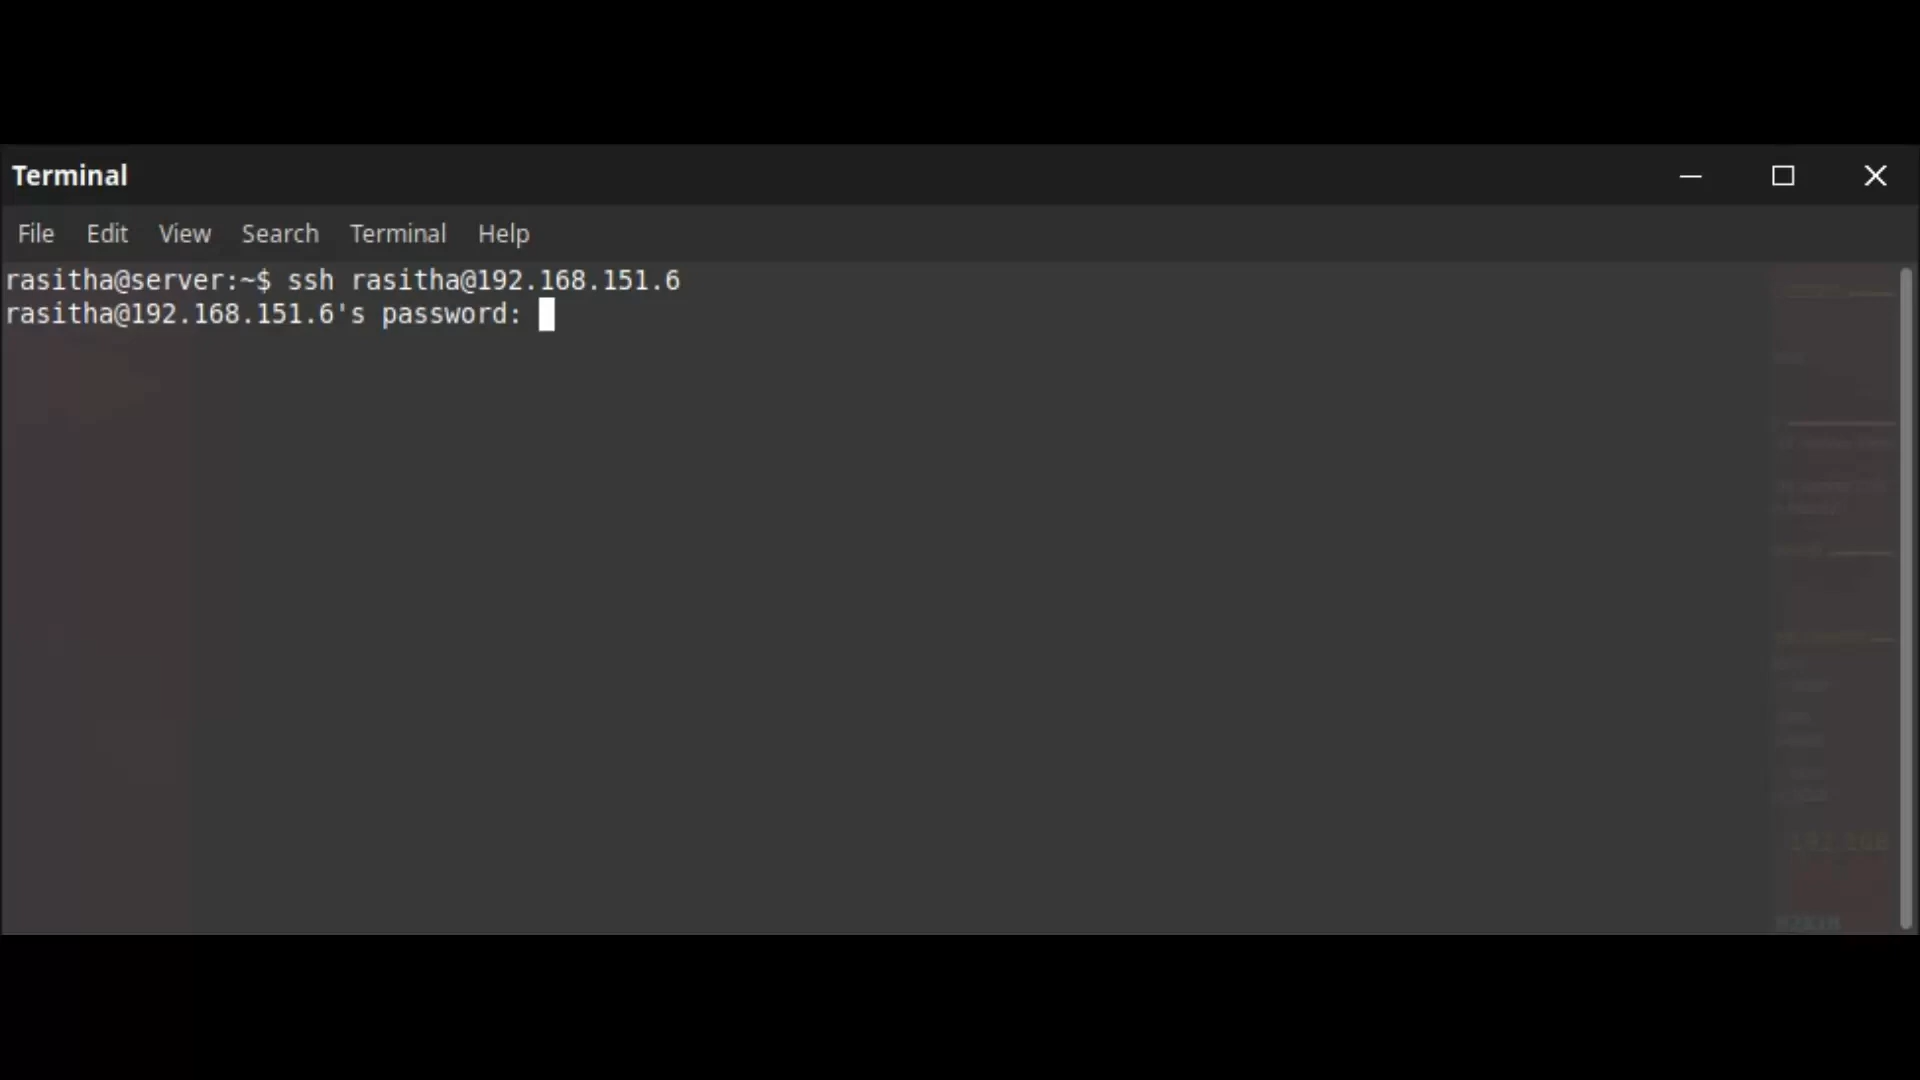 Terminal
File Edit View Search Terminal Help
rasitha@server:~$ ssh rasitha@192.168.151.6
rasitha@192.168.151.6's password: